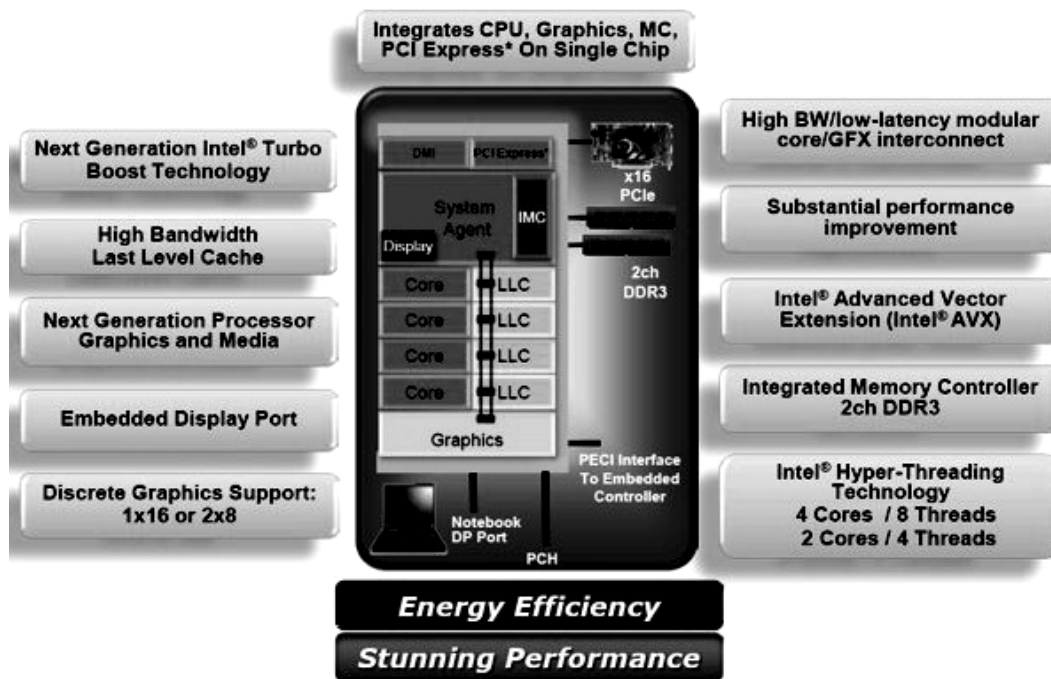 Integrates CPU, Graphics, MC,
PCI Express* On Single Chip
Next Generation Intel® Turbo
Boost Technology
High Bandwidth
Last Level Cache
Next Generation Processor
Graphics and Media
Embedded Display Port
Discrete Graphics Support:
1x16 or 2x8
DMI
PCI Express*
x16
PCIe
System
Agent
IMC
Display
2ch
DDR3
Core
LLC
Core
LLC
Core
LLC
Core
LLC
Graphics
PECI Interface
To Embedded
Controller
Notebook
DP Port
PCH
High BW/low-latency modular
core/GFX interconnect
Substantial performance
improvement
Intel® Advanced Vector
Extension (Intel® AVX)
Integrated Memory Controller
2ch DDR3
Intel® Hyper-Threading
Technology
4 Cores / 8 Threads
2 Cores / 4 Threads
Energy Efficiency
Stunning Performance